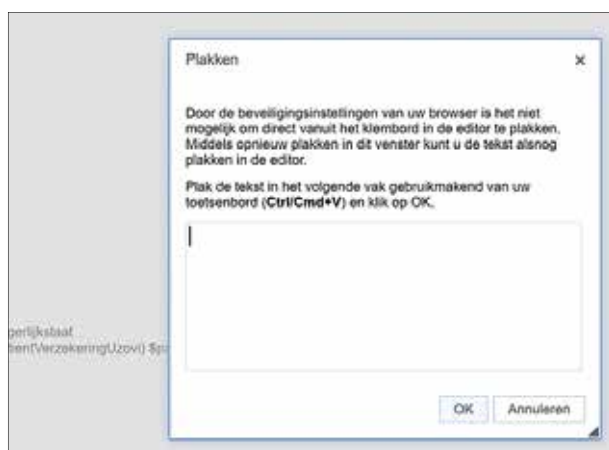 Plakken
×
Door de beveiligingsinstellingen van uw browser is het niet
mogelijk om direct vanuit het klembord in de editor te plakken.
Middels opnieuw plakken in dit venster kunt u de tekst alsnog
plakken in de editor.
Plak de tekst in het volgende vak gebruikmakend van uw
toetsenbord (Ctrl/Cmd+V) en klik op OK.
gerlijkstaat
tientVerzekeringUzovi) $p
OK Annuleren